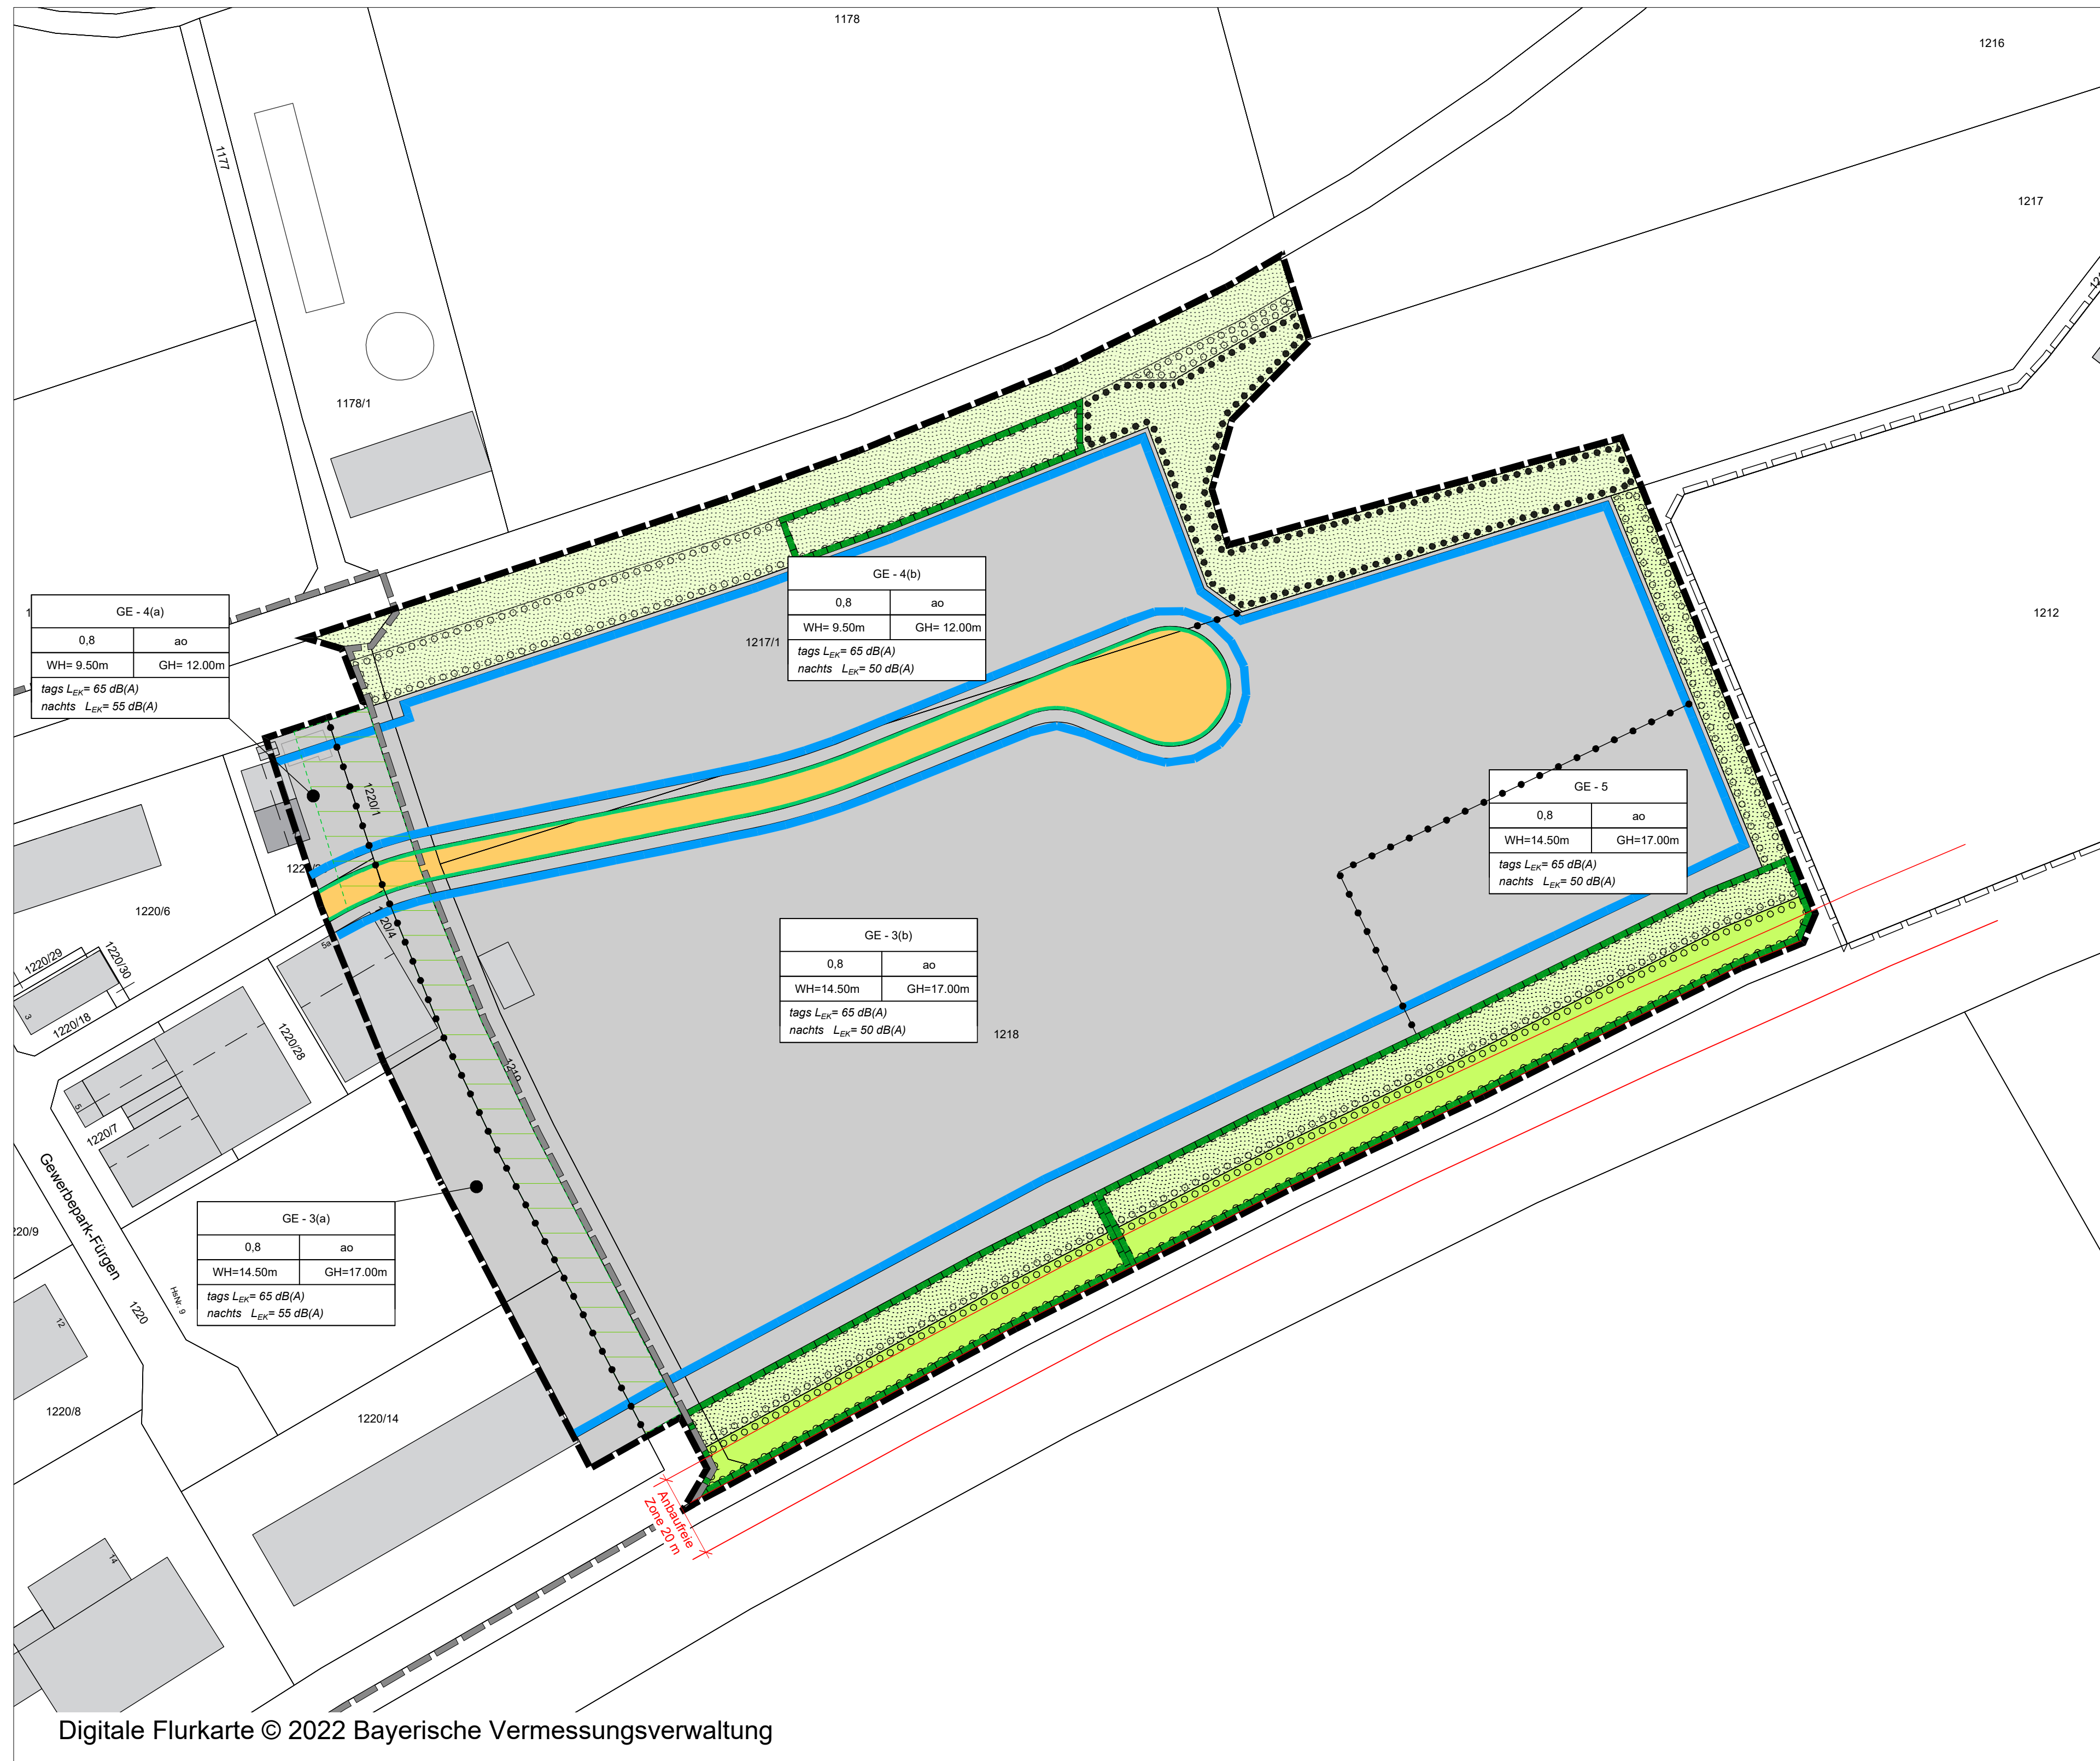 1178
1216
1177
1217
1178/1
GE - 4(b)
0,8 ao
WH= 9.50m GH= 12.00m
tags LEK= 65 dB(A)
nachts LEK= 50 dB(A)
GE - 4(a)
0,8 ao
WH= 9.50m GH= 12.00m
tags LEK= 65 dB(A)
nachts LEK= 55 dB(A)
1217/1
1212
1220/1
GE - 5
0,8 ao
WH=14.50m GH=17.00m
tags LEK= 65 dB(A)
nachts LEK= 50 dB(A)
1220/6
5a
1220/29
1220/30
3
1220/18
GE - 3(b)
0,8 ao
WH=14.50m GH=17.00m
tags LEK= 65 dB(A)
nachts LEK= 50 dB(A)
1218
1220/28
1219
5
1220/7
Gewerbepark-Fürgen
GE - 3(a)
0,8 ao
WH=14.50m GH=17.00m
tags LEK= 65 dB(A)
nachts LEK= 55 dB(A)
HsNr. 9
1220
12
1220/8
1220/14
Anbaufreie
Zone 20 m
14
Digitale Flurkarte © 2022 Bayerische Vermessungsverwaltung